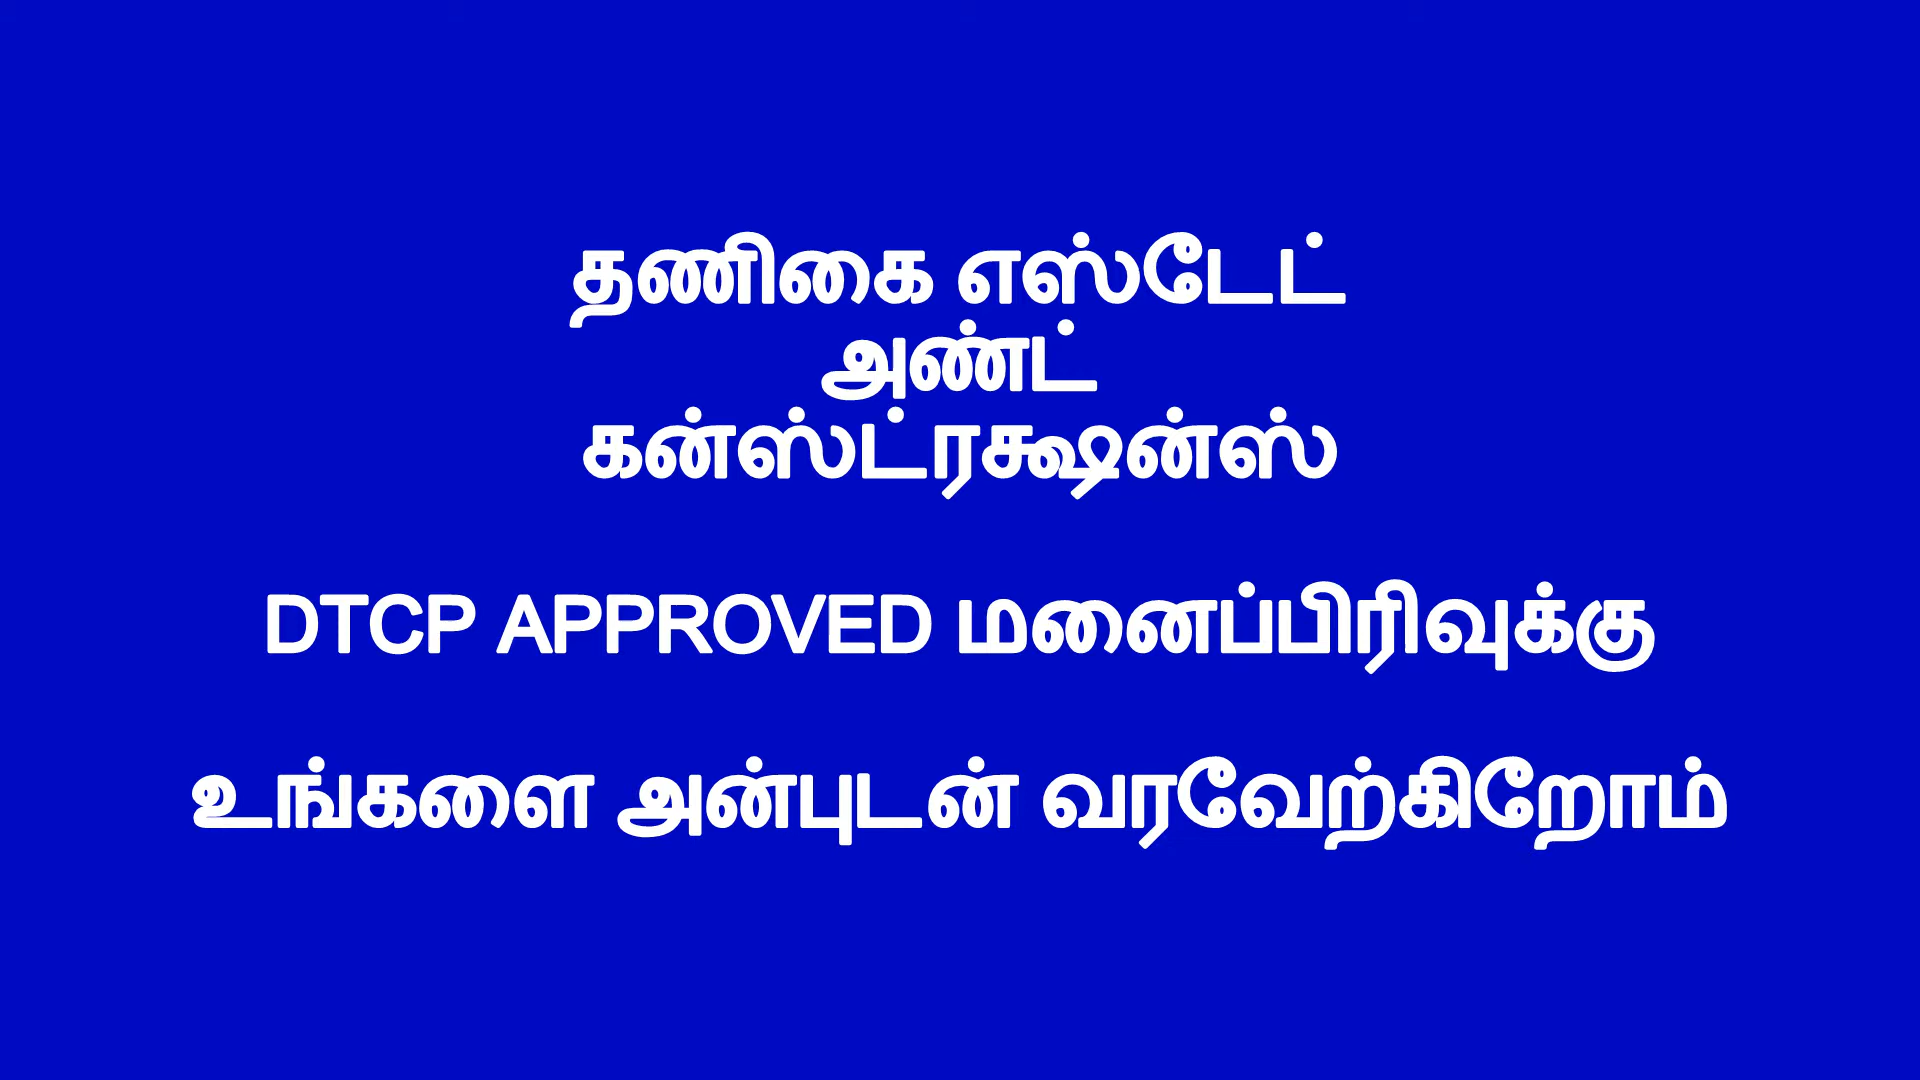 தணிகை எஸ்டேட்
அண்ட்
கன்ஸ்ட்ரக்ஷன்ஸ்
DTCP APPROVED மனைப்பிரிவுக்கு
உங்களை அன்புடன் வரவேற்கிறோம்